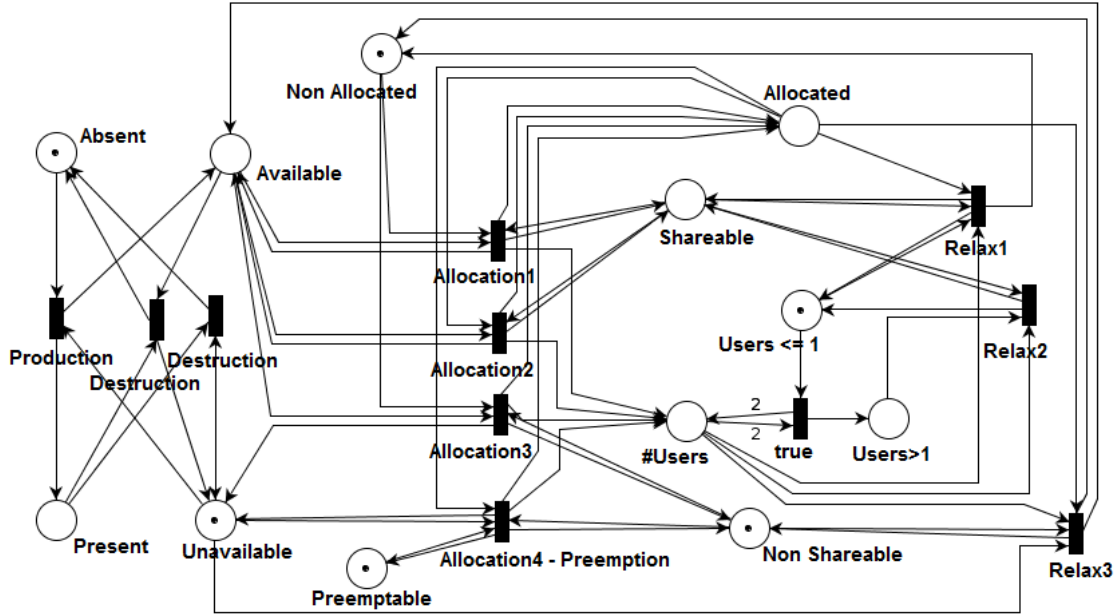 Non Allocated
Allocated
Absent
Available
Shareable
Relax1
Allocation1
Production
Destruction
Destruction
Users <= 1
Relax2
Allocation2
2
2
Allocation3
#Users
true
Users>1
Present
Unavailable
Allocation4 - Preemption
Non Shareable
Relax3
Preemptable